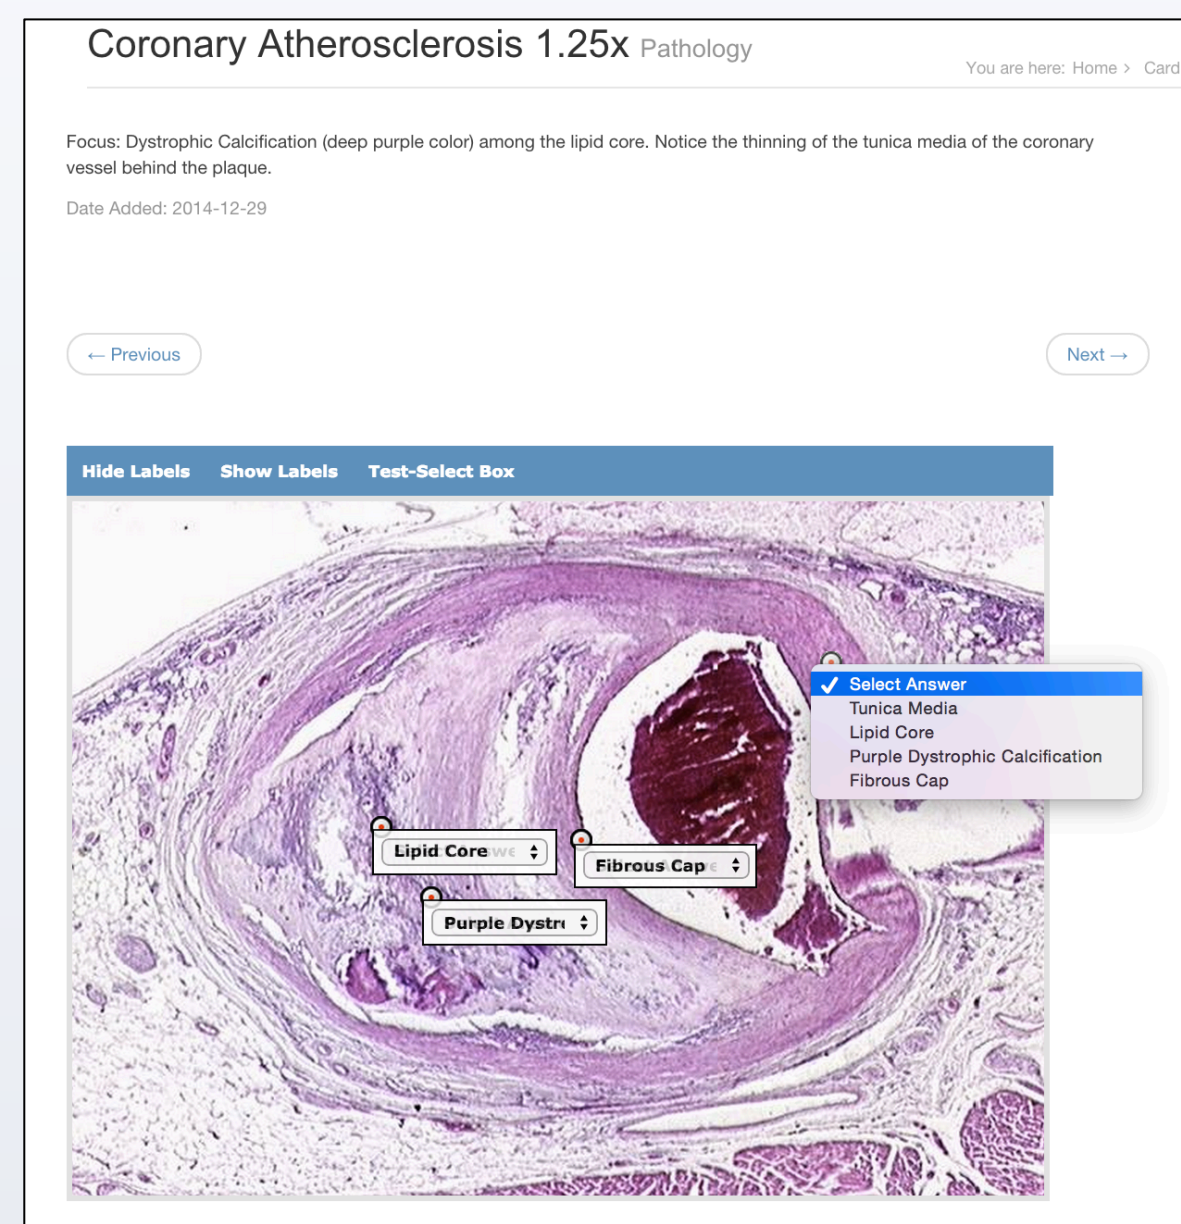 Coronary Atherosclerosis 1.25x Pathology
You are here: Home > Card
Focus: Dystrophic Calcification (deep purple color) among the lipid core. Notice the thinning of the tunica media of the coronary
vessel behind the plaque.
Date Added: 2014-12-29
← Previous
Next →
Hide Labels Show Labels Test-Select Box
✓ Select Answer
Tunica Media
Lipid Core
Purple Dystrophic Calcification
Fibrous Cap
Lipid Core
Fibrous Cap
Purple Dystr